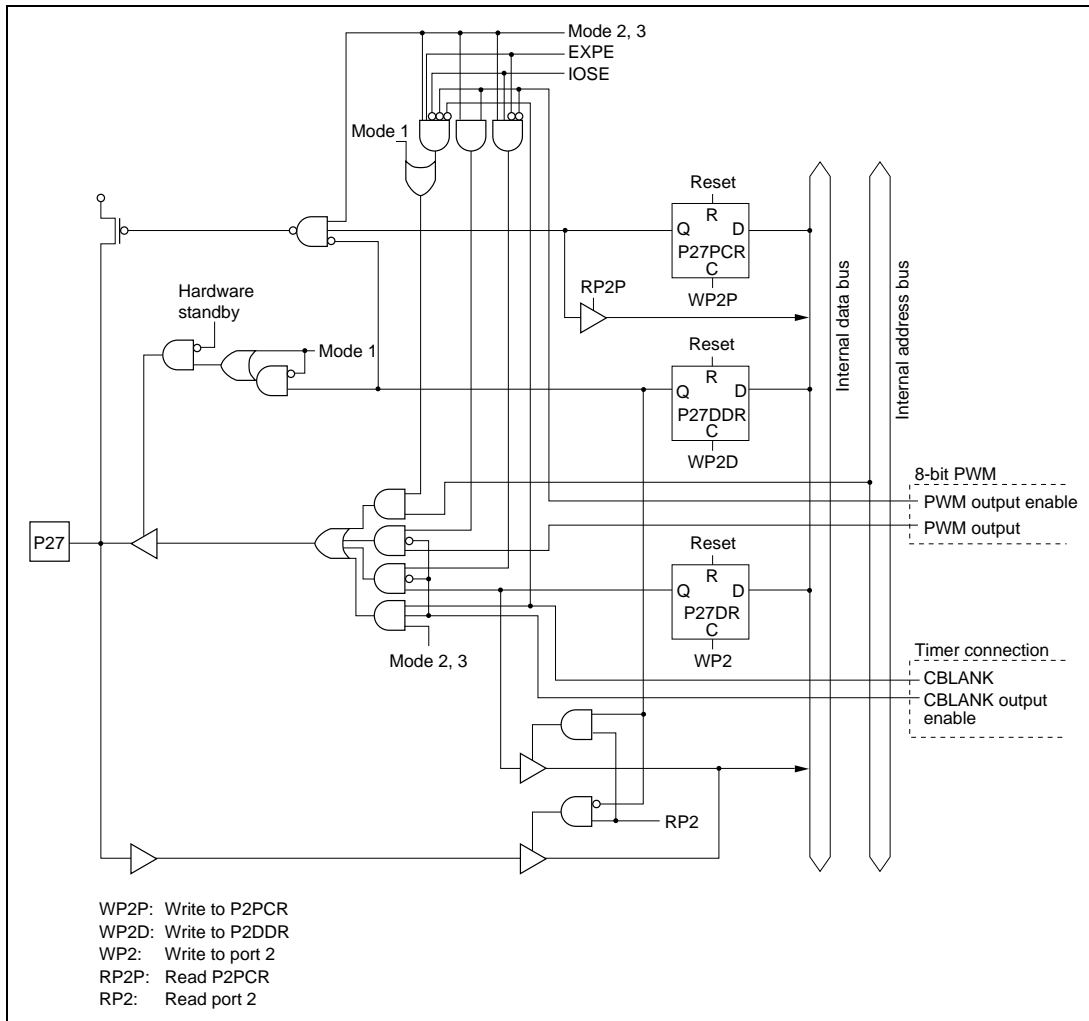 Mode 2, 3
EXPE
IOSE
Mode 1
Reset
R
Q D
P27PCR
C
WP2P
RP2P
Hardware
standby
Mode 1
Reset
R
Q D
P27DDR
C
WP2D
Internal data bus
Internal address bus
8-bit PWM
PWM output enable
PWM output
P27
Reset
R
Q D
P27DR
C
WP2
Mode 2, 3
Timer connection
CBLANK
CBLANK output
enable
RP2
WP2P: Write to P2PCR
WP2D: Write to P2DDR
WP2: Write to port 2
RP2P: Read P2PCR
RP2: Read port 2